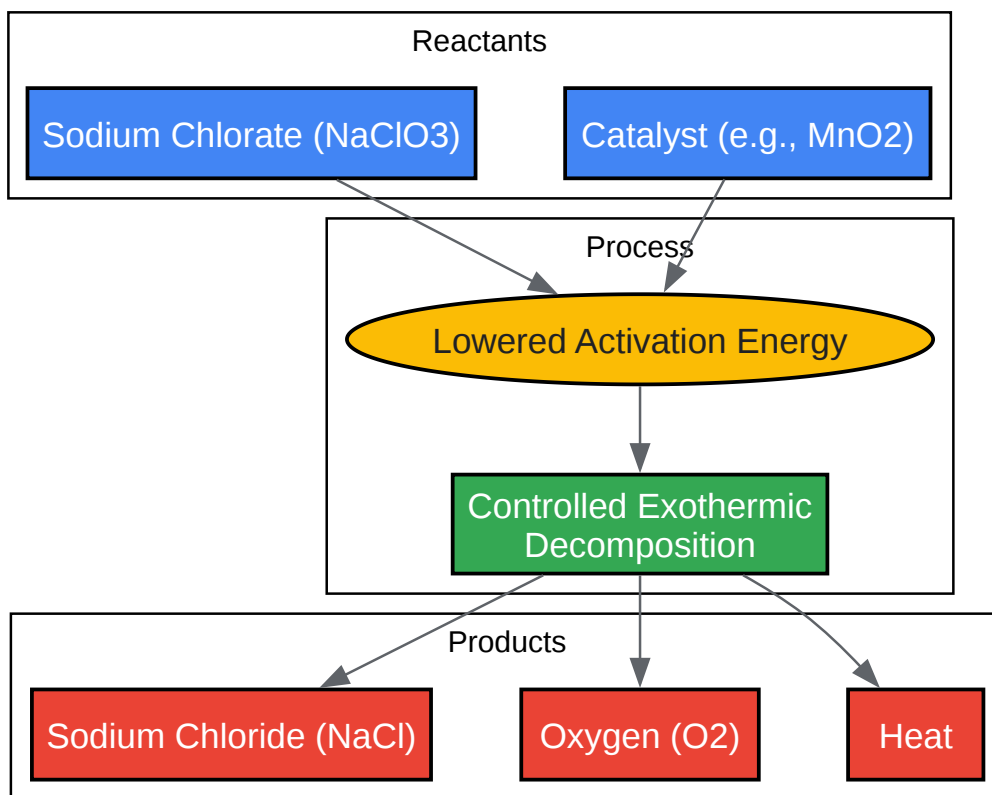 Reactants
Sodium Chlorate (NaClO3)
Catalyst (e.g., MnO2)
Process
Lowered Activation Energy
Controlled Exothermic
Decomposition
Products
Sodium Chloride (NaCl)
Oxygen (O2)
Heat